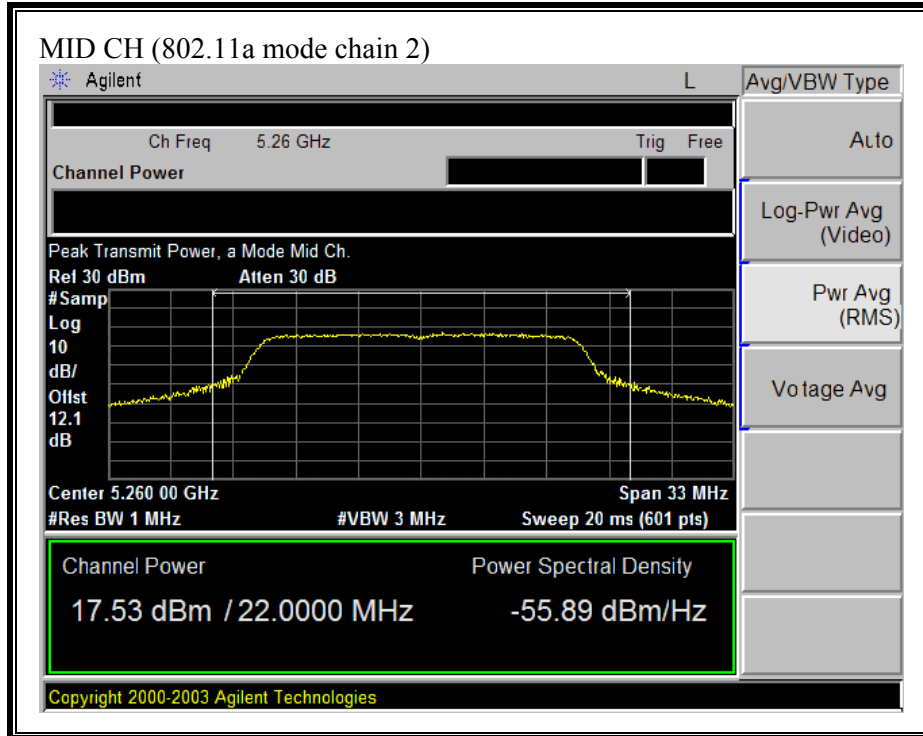 MID CH (802.11a mode chain 2)
Agilent L Avg/VBW Type
Ch Freq 5.26 GHz Trig Free
Channel Power
Auto
Log-Pwr Avg
(Video)
Pwr Avg
(RMS)
Vo tage Avg
Peak Transmit Power, a Mode Mid Ch.
Ref 30 dBm Atten 30 dB
#Samp
Log
10
dB/
Offst
12.1
dB
Center 5.260 00 GHz Span 33 MHz
#Res BW 1 MHz #VBW 3 MHz Sweep 20 ms (601 pts)
Channel Power Power Spectral Density
17.53 dBm / 22.0000 MHz -55.89 dBm/Hz
Copyright 2000-2003 Agilent Technologies